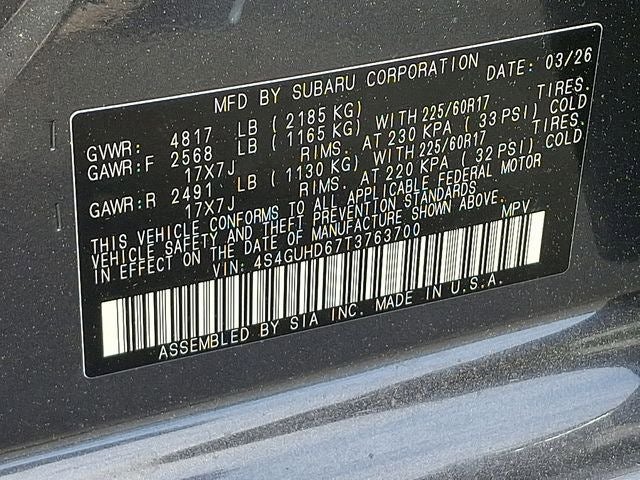 MFD BY SUBARU CORPORATION DATE: 03/26
GVWR: 4817 LB ( 2185 KG)
GAWR:F 2568 LB ( 1165 KG) WITH 225/60R17 TIRES.
17X7J RIMS. AT 230 KPA ( 33 PSI) COLD
GAWR:R 2491 LB ( 1130 KG) WITH 225/60R17 TIRES.
17X7J RIMS. AT 220 KPA ( 32 PSI) COLD
THIS VEHICLE CONFORMS TO ALL APPLICABLE FEDERAL MOTOR
VEHICLE SAFETY AND THEFT PREVENTION STANDARDS
IN EFFECT ON THE DATE OF MANUFACTURE SHOWN ABOVE.
VIN: 4S4GUHD67T3763700 MPV
ASSEMBLED BY SIA INC. MADE IN U.S.A.